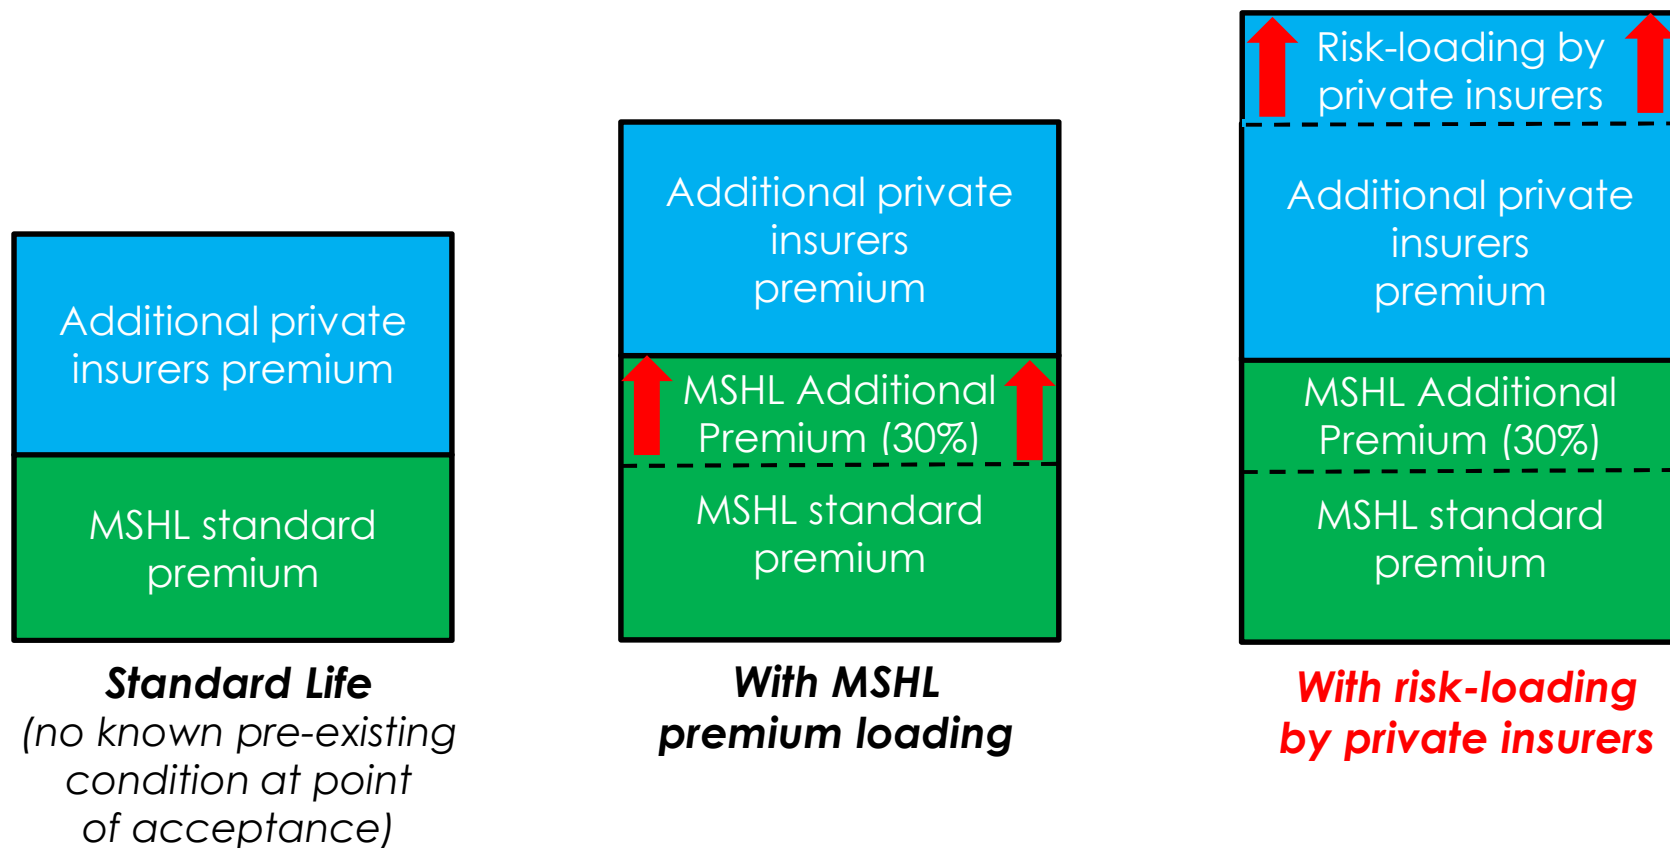 Additional private
insurers premium
MSHL standard
premium
Standard Life
(no known pre-existing
condition at point
of acceptance)
Additional private
insurers
premium
MSHL Additional
Premium (30%)
MSHL standard
premium
With MSHL
premium loading
Risk-loading by
private insurers
Additional private
insurers
premium
MSHL Additional
Premium (30%)
MSHL standard
premium
With risk-loading
by private insurers